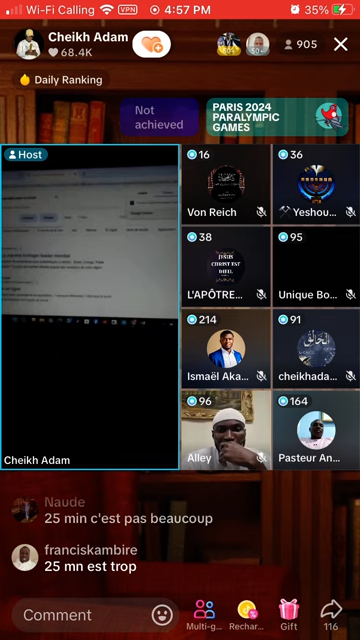 Wi-Fi Calling VPN 4:57 PM 35%
Cheikh Adam
68.4K
50+
905
Daily Ranking
Not achieved
PARIS 2024
PARALYMPIC
GAMES
Host
16
Von Reich
36
Yeshou...
38
JESUS
CHRIST EST
DIEU
L'APÔTRE...
95
Unique Bo...
214
Ismaël Aka...
91
cheikhada...
96
Alley
164
Pasteur An...
Cheikh Adam
Naude
25 min c'est pas beaucoup
franciskambire
25 mn est trop
Comment
Multi-g...
Rechar...
Gift
116